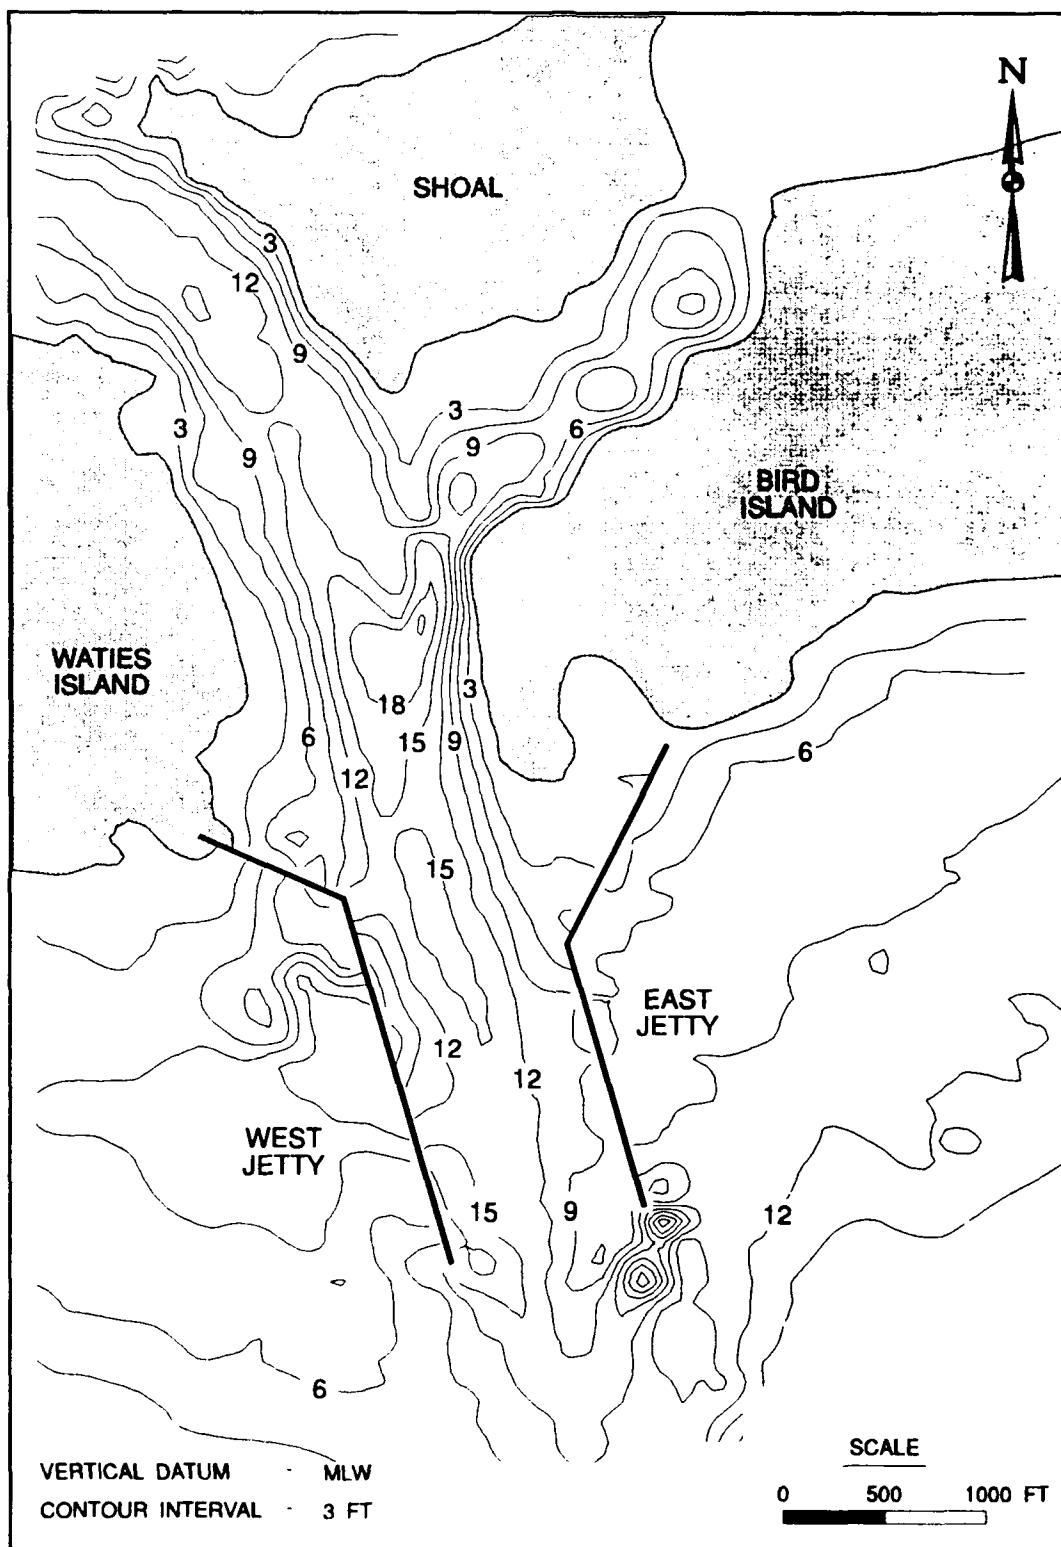 N
SHOAL
3
12
9
3
3
9
6
9
BIRD
ISLAND
WATIES
ISLAND
3
18
6
15
9
6
12
15
EAST
JETTY
12
12
WEST
JETTY
15
9
12
6
SCALE
VERTICAL DATUM - MLW
0 500 1000 FT
CONTOUR INTERVAL - 3 FT